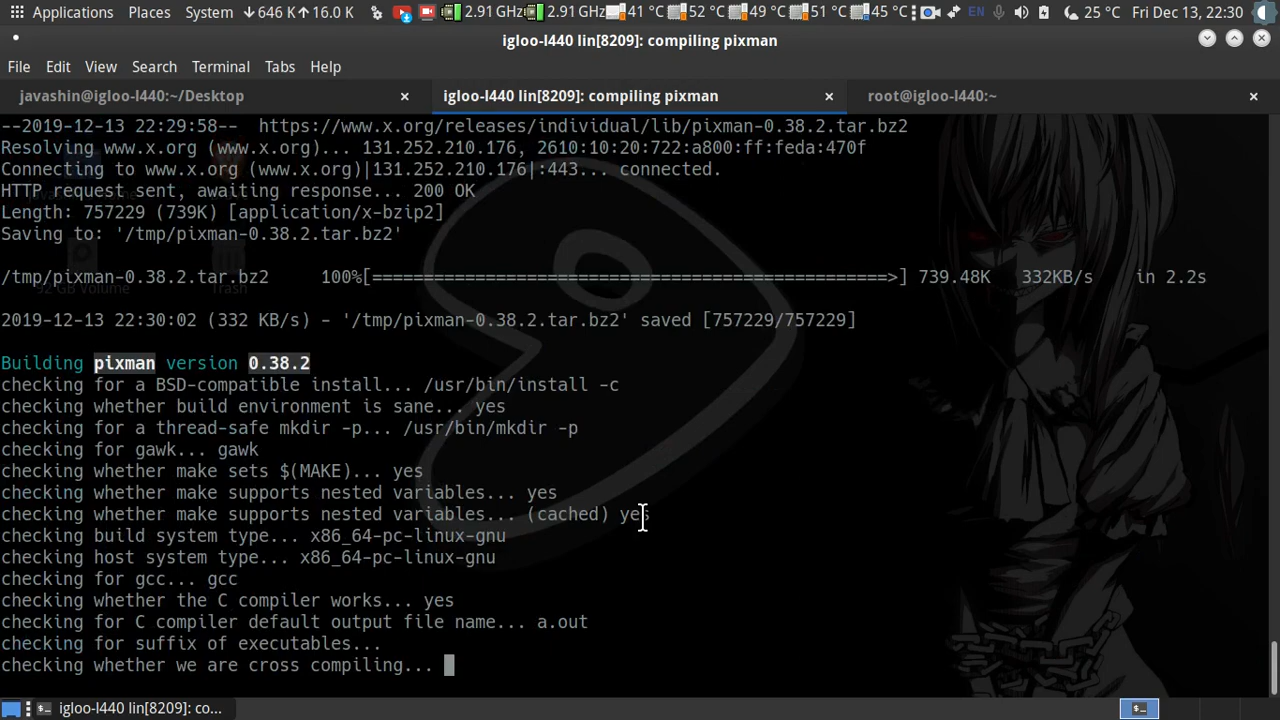 Applications Places System 646 K 16.0 K 2.91 GHz 2.91 GHz 41 °C 52 °C 49 °C 51 °C 45 °C EN 25 °C Fri Dec 13, 22:30
igloo-l440 lin[8209]: compiling pixman
File Edit View Search Terminal Tabs Help
javashin@igloo-l440:~/Desktop × igloo-l440 lin[8209]: compiling pixman × root@igloo-l440:~ ×
--2019-12-13 22:29:58-- https://www.x.org/releases/individual/lib/pixman-0.38.2.tar.bz2
Resolving www.x.org (www.x.org)... 131.252.210.176, 2610:10:20:722:a800:ff:feda:470f
Connecting to www.x.org (www.x.org)|131.252.210.176|:443... connected.
HTTP request sent, awaiting response... 200 OK
Length: 757229 (739K) [application/x-bzip2]
Saving to: '/tmp/pixman-0.38.2.tar.bz2'
/tmp/pixman-0.38.2.tar.bz2 100%[==================================================>] 739.48K 332KB/s in 2.2s
Volume
Trash
2019-12-13 22:30:02 (332 KB/s) - '/tmp/pixman-0.38.2.tar.bz2' saved [757229/757229]
Building pixman version 0.38.2
checking for a BSD-compatible install... /usr/bin/install -c
checking whether build environment is sane... yes
checking for a thread-safe mkdir -p... /usr/bin/mkdir -p
checking for gawk... gawk
checking whether make sets $(MAKE)... yes
checking whether make supports nested variables... yes
checking whether make supports nested variables... (cached) yes
checking build system type... x86_64-pc-linux-gnu
checking host system type... x86_64-pc-linux-gnu
checking for gcc... gcc
checking whether the C compiler works... yes
checking for C compiler default output file name... a.out
checking for suffix of executables...
checking whether we are cross compiling...
igloo-l440 lin[8209]: co...